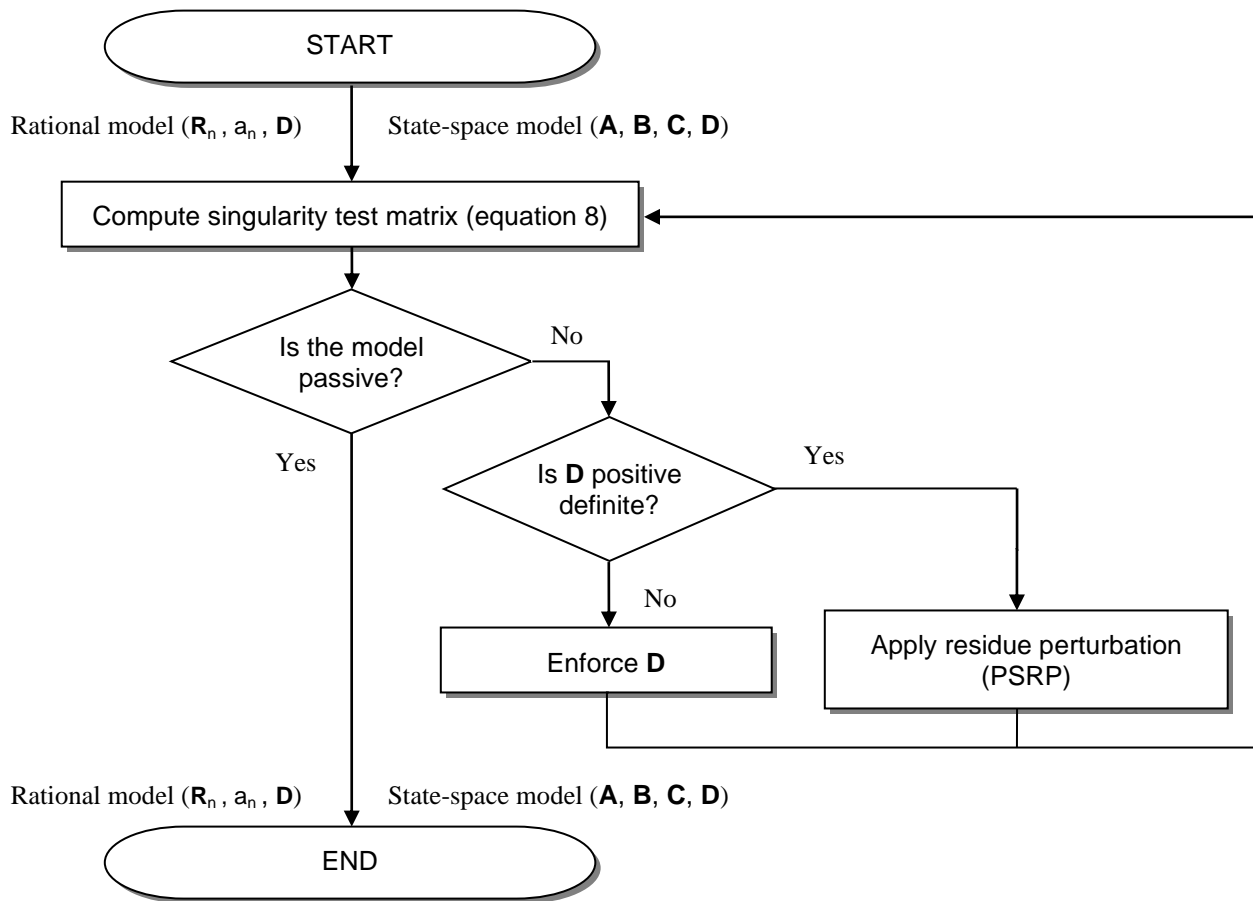 START
Rational model (Rn , an , D) State-space model (A, B, C, D)
Compute singularity test matrix (equation 8)
No
Is the model
passive?
Yes
Yes
Is D positive
definite?
No
Enforce D
Apply residue perturbation
(PSRP)
Rational model (Rn , an , D) State-space model (A, B, C, D)
END